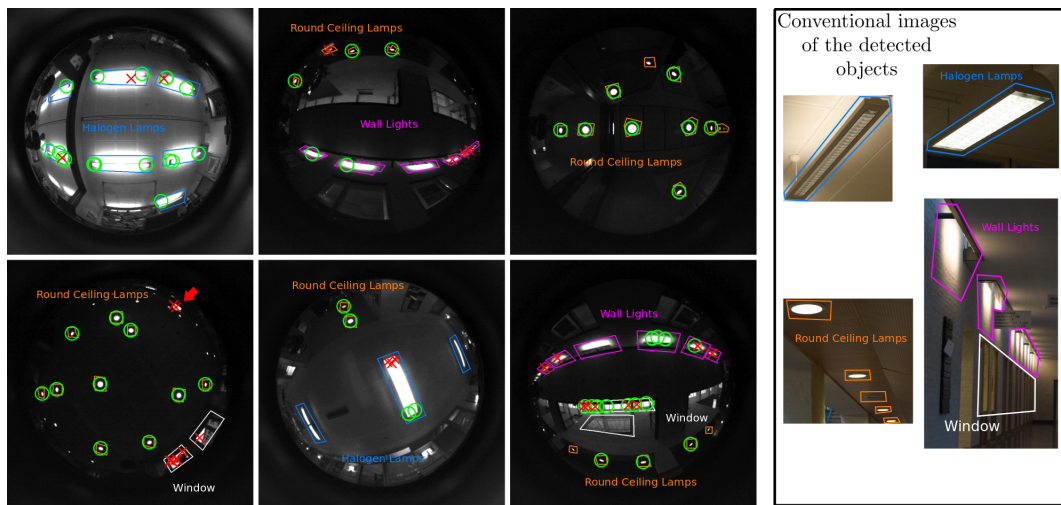 Halogen Lamps
Round Ceiling Lamps
Wall Lights
Round Ceiling Lamps
Round Ceiling Lamps
Window
Round Ceiling Lamps
Halogen Lamps
Wall Lights
Window
Round Ceiling Lamps
Conventional images
of the detected
objects
Halogen Lamps
Wall Lights
Round Ceiling Lamps
Window